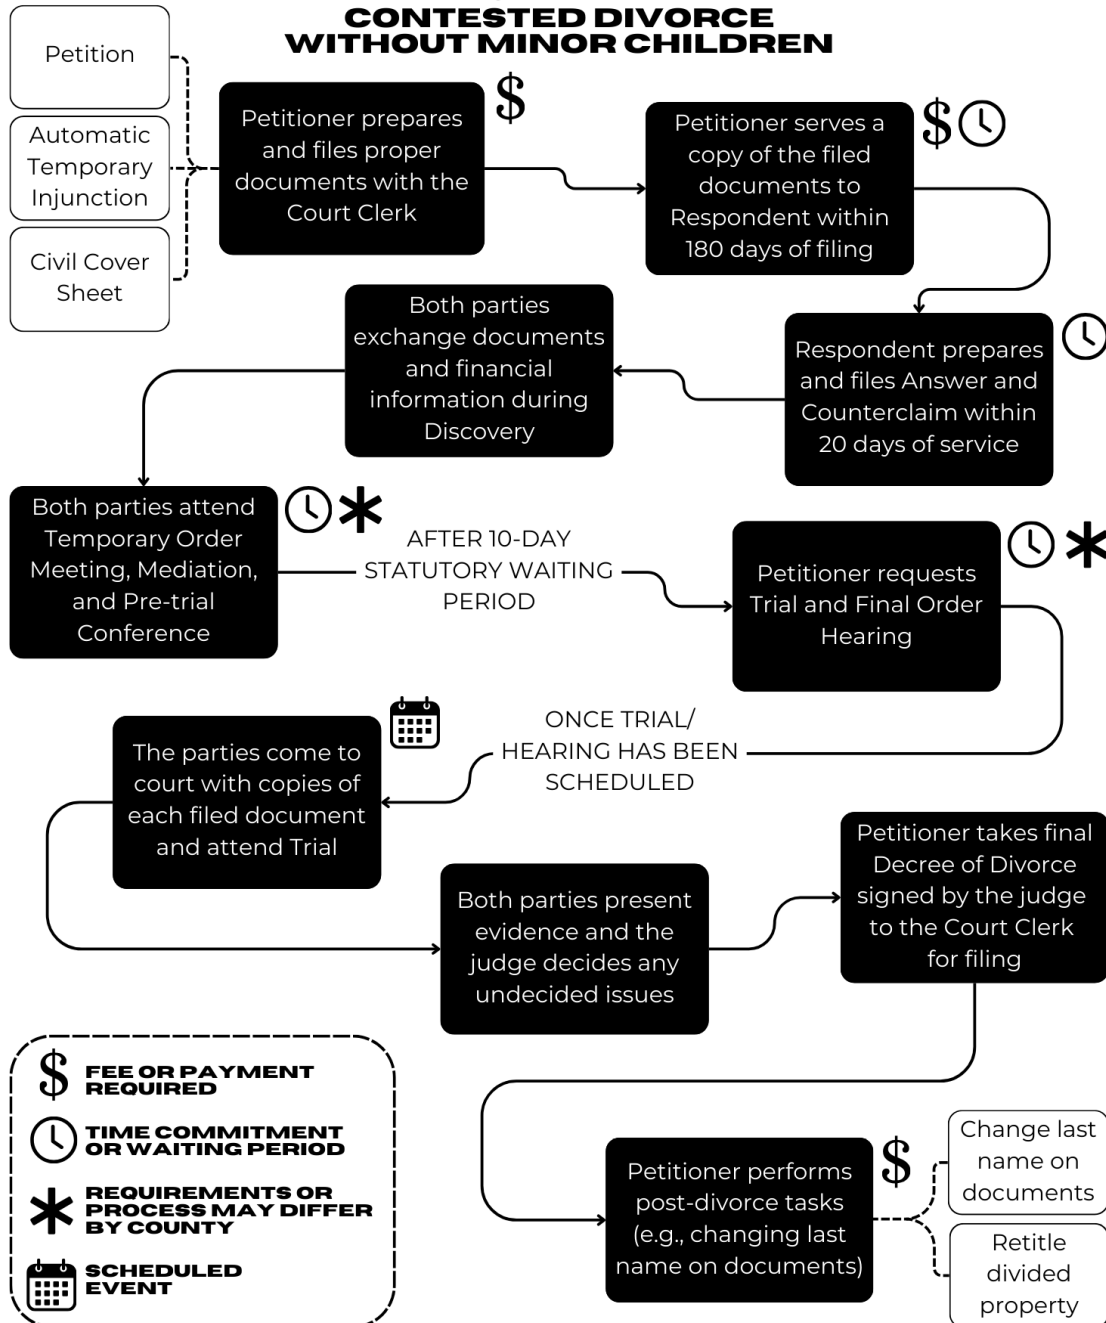 CONTESTED DIVORCE
WITHOUT MINOR CHILDREN
Petition
Automatic
Temporary
Injunction
Civil Cover
Sheet
Petitioner prepares
and files proper
documents with the
Court Clerk
$
Petitioner serves a
copy of the filed
documents to
Respondent within
180 days of filing
$
Respondent prepares
and files Answer and
Counterclaim within
20 days of service
Both parties
exchange documents
and financial
information during
Discovery
Both parties attend
Temporary Order
Meeting, Mediation,
and Pre-trial
Conference
*
AFTER 10-DAY
STATUTORY WAITING
PERIOD
Petitioner requests
Trial and Final Order
Hearing
*
ONCE TRIAL/
HEARING HAS BEEN
SCHEDULED
The parties come to
court with copies of
each filed document
and attend Trial
Both parties present
evidence and the
judge decides any
undecided issues
Petitioner takes final
Decree of Divorce
signed by the judge
to the Court Clerk
for filing
Petitioner performs
post-divorce tasks
(e.g., changing last
name on documents)
$
Change last
name on
documents
Retitle
divided
property
$ FEE OR PAYMENT
REQUIRED
TIME COMMITMENT
OR WAITING PERIOD
* REQUIREMENTS OR
PROCESS MAY DIFFER
BY COUNTY
SCHEDULED
EVENT